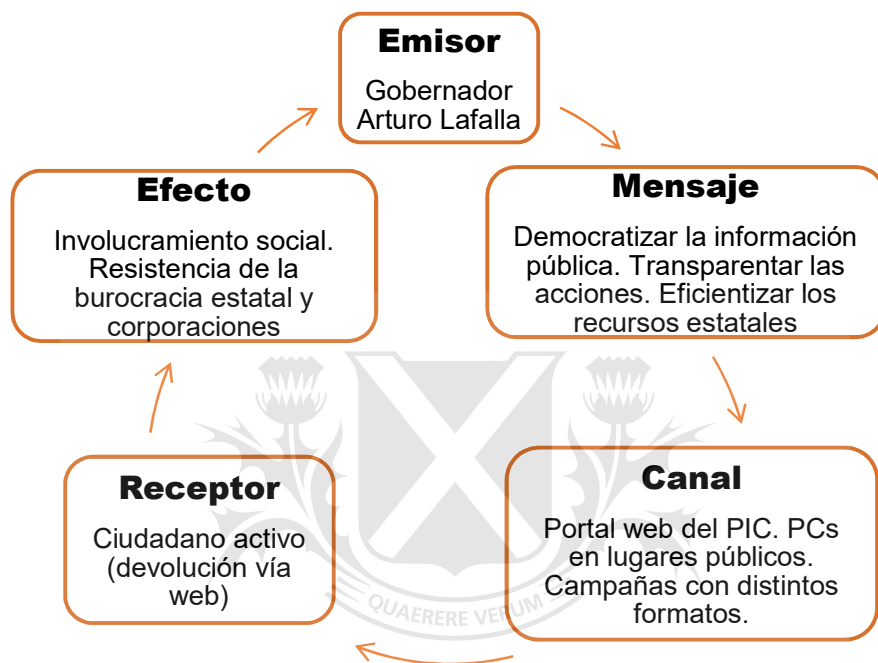 Emisor
Gobernador
Arturo Lafalla
Mensaje
Democratizar la información
pública. Transparentar las
acciones. Eficientizar los
recursos estatales
Canal
Portal web del PIC. PCs
en lugares públicos.
Campañas con distintos
formatos.
Receptor
Ciudadano activo
(devolución vía
web)
Efecto
Involucramiento social.
Resistencia de la
burocracia estatal y
corporaciones
QUAERERE VERUM